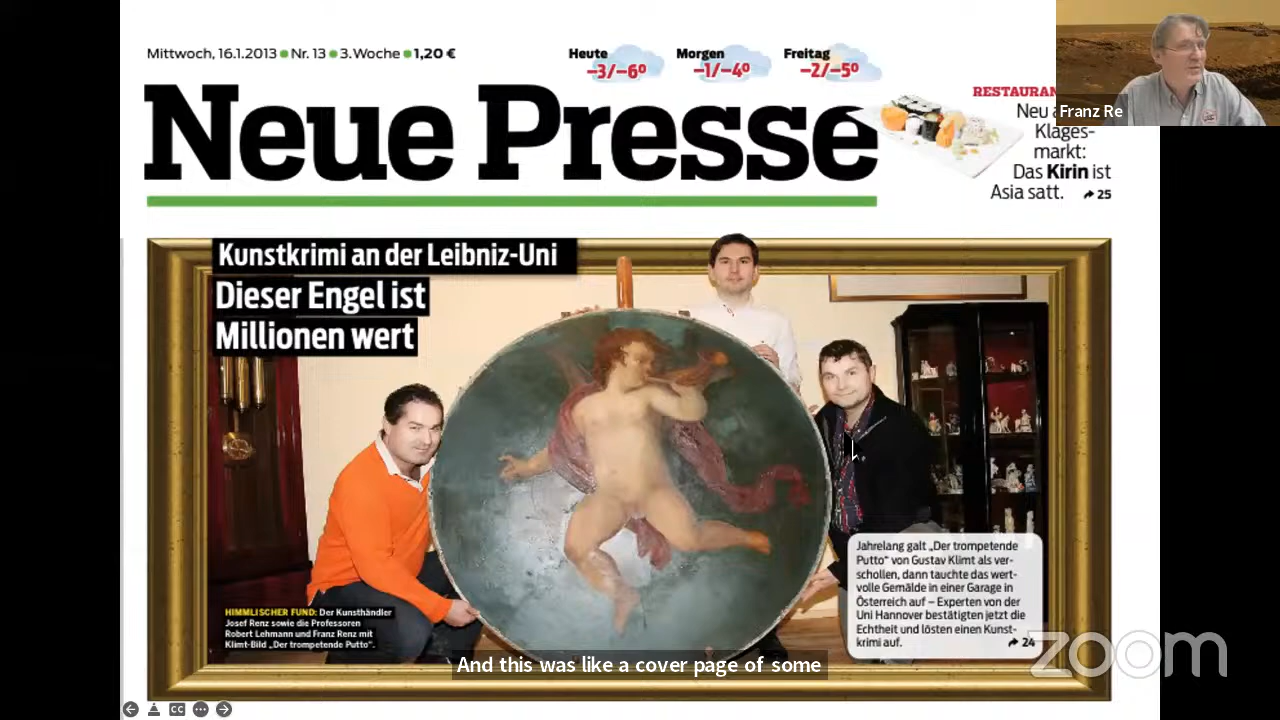 Mittwoch, 16.1.2013 Nr. 13 3. Woche 1,20 €
Heute
–3/–6°
Morgen
–1/–4°
Freitag
–2/–5°
Neue Presse
RESTAURAN
Neu
Klages-
markt:
Das Kirin ist
Asia satt. 25
Franz Re
Kunstkrimi an der Leibniz-Uni
Dieser Engel ist
Millionen wert
HIMMLISCHER FUND: Der Kunsthändler
Josef Renz sowie die Professoren
Robert Lehmann und Franz Renz mit
Klimt-Bild „Der trompetende Putto“.
Jahrelang galt „Der trompetende
Putto“ von Gustav Klimt als ver-
schollen, dann tauchte das wert-
volle Gemälde in einer Garage in
Österreich auf – Experten von der
Uni Hannover bestätigten jetzt die
Echtheit und lösten einen Kunst-
krimi auf. 24
And this was like a cover page of some
zoom
CC